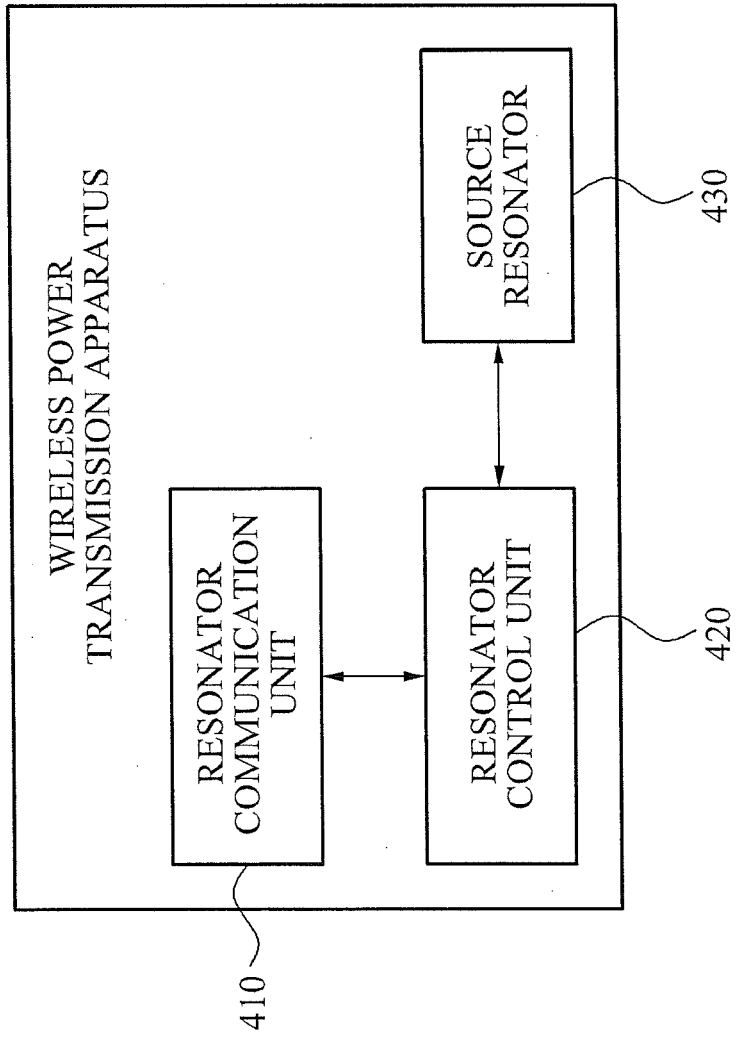 WIRELESS POWER
TRANSMISSION APPARATUS
410
RESONATOR
COMMUNICATION
UNIT
RESONATOR
CONTROL UNIT
420
SOURCE
RESONATOR
430